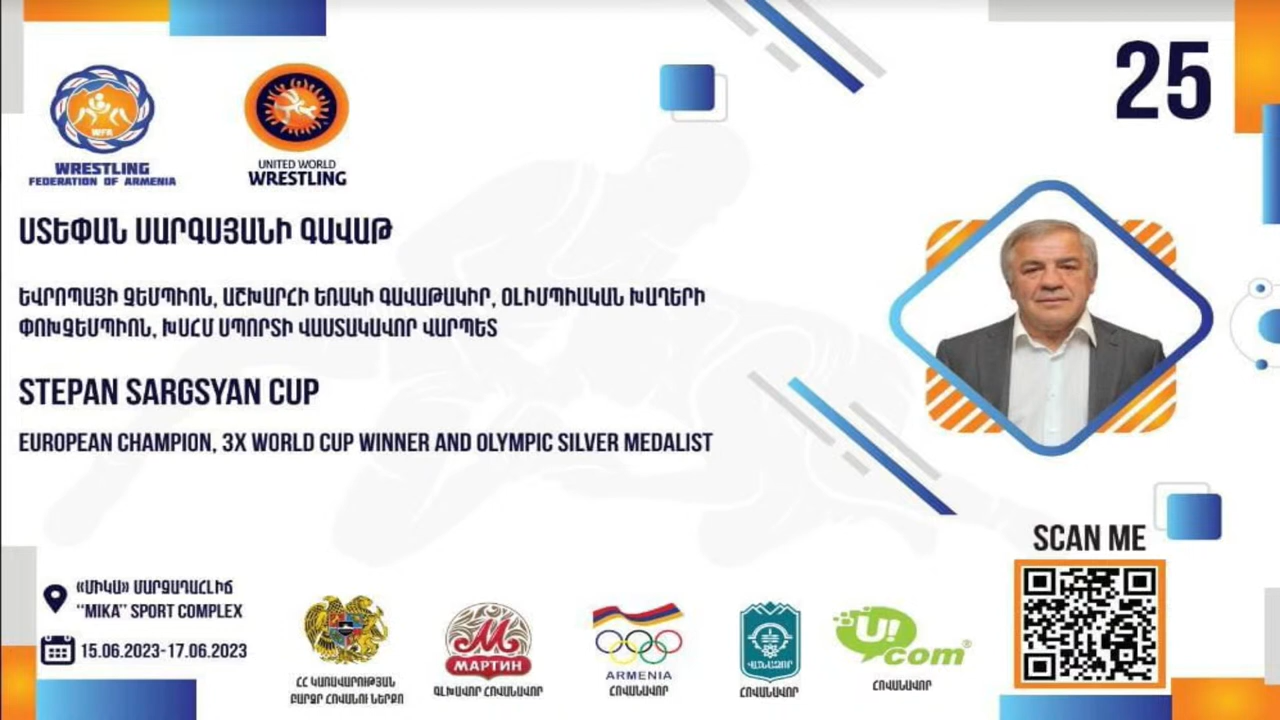 25
WFA
WRESTLING
FEDERATION OF ARMENIA
UNITED WORLD
WRESTLING
ՍՏԵՓԱՆ ՍԱՐԳՍՅԱՆԻ ԳԱՎԱԹ
ԵՎՐՈՊԱՅԻ ՉԵՄՊԻՈՆ, ԱՇԽԱՐՀԻ ԵՌԱԿԻ ԳԱՎԱԹԱԿԻՐ, ՕԼԻՄՊԻԱԿԱՆ ԽԱՂԵՐԻ
ՓՈԽՉԵՄՊԻՈՆ, ԽՍՀՄ ՍՊՈՐՏԻ ՎԱՍՏԱԿԱՎՈՐ ՎԱՐՊԵՏ
STEPAN SARGSYAN CUP
EUROPEAN CHAMPION, 3X WORLD CUP WINNER AND OLYMPIC SILVER MEDALIST
SCAN ME
«ՄԻԿԱ» ՄԱՐԶԱԴԱՀԼԻՃ
“MIKA” SPORT COMPLEX
15.06.2023-17.06.2023
ՀՀ ԿԱՌԱՎԱՐՈՒԹՅԱՆ
ԲԱՐՁՐ ՀՈՎԱՆՈՒ ՆԵՐՔՈ
М
МАРТИН
ԳԼԽԱՎՈՐ ՀՈՎԱՆԱՎՈՐ
ARMENIA
ՀՈՎԱՆԱՎՈՐ
ՎԱՆԱՁՈՐ
ՀՈՎԱՆԱՎՈՐ
U!
com®
ՀՈՎԱՆԱՎՈՐ